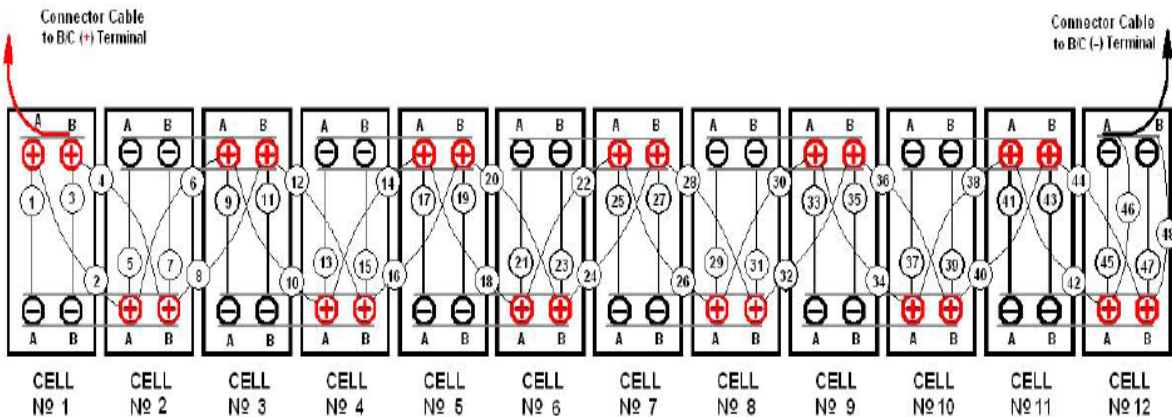 Connector Cable
to B/C (+) Terminal
Connector Cable
to B/C (-) Terminal
A B A B A B A B A B A B A B A B A B A B A B A B
+ + − − + + − − + + − − + + − − + + − − + + − −
4 6 12 14 20 22 28 30 36 38 44
1 3 9 11 17 19 25 27 33 35 41 43 46 48
5 7 13 15 21 23 29 31 37 39 45 47
2 8 10 16 18 24 26 32 34 40 42
− − + + − − + + − − + + − − + + − − + + − − + +
A B A B A B A B A B A B A B A B A B A B A B A B
CELL CELL CELL CELL CELL CELL CELL CELL CELL CELL CELL CELL
Nº 1 Nº 2 Nº 3 Nº 4 Nº 5 Nº 6 Nº 7 Nº 8 Nº 9 Nº 10 Nº 11 Nº 12